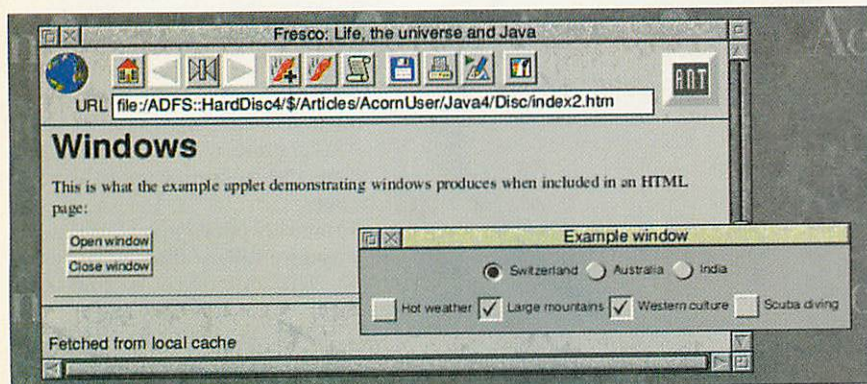 Fresco: Life, the universe and Java
ANT
URL file:/ADFS::HardDisc4/$/Articles/AcornUser/Java4/Disc/index2.htm
Windows
This is what the example applet demonstrating windows produces when included in an HTML
page:
Open window
Close window
Example window
Switzerland Australia India
Hot weather Large mountains Western culture Scuba diving
Fetched from local cache